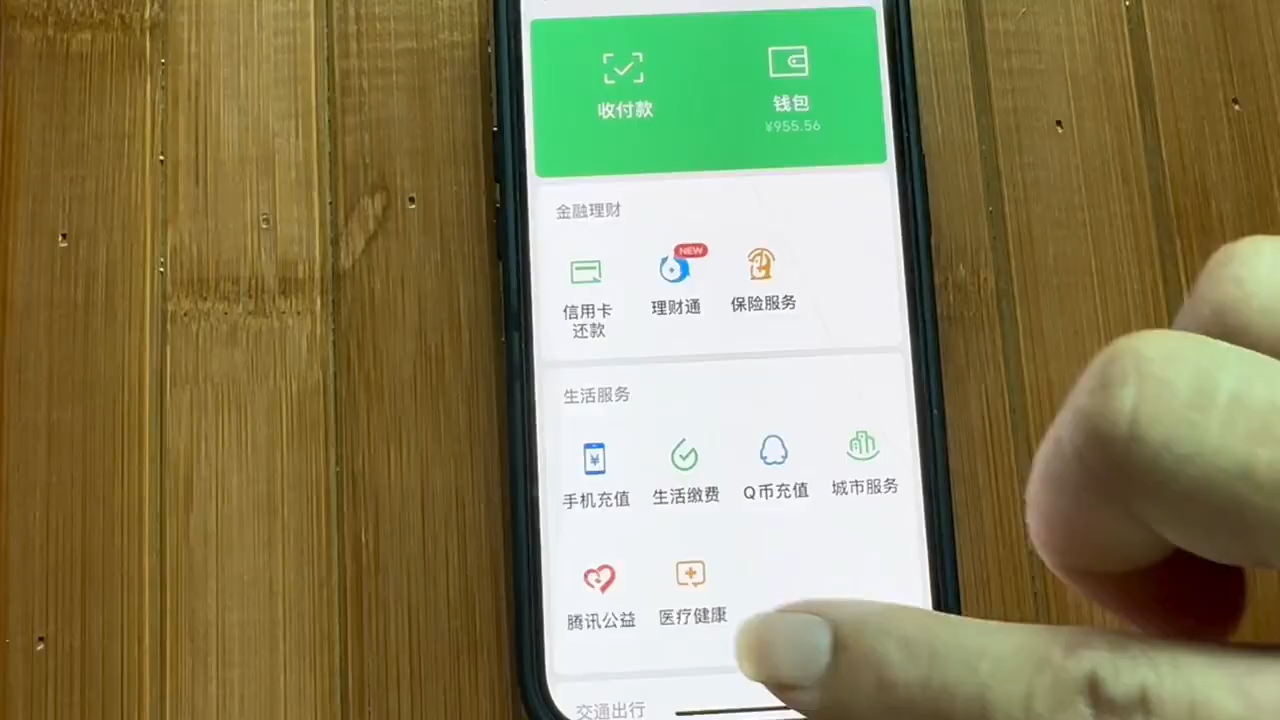 收付款
钱包
¥955.56
金融理财
NEW
信用卡
还款
理财通
保险服务
生活服务
¥
手机充值
生活缴费
Q币充值
城市服务
腾讯公益
医疗健康
交通出行